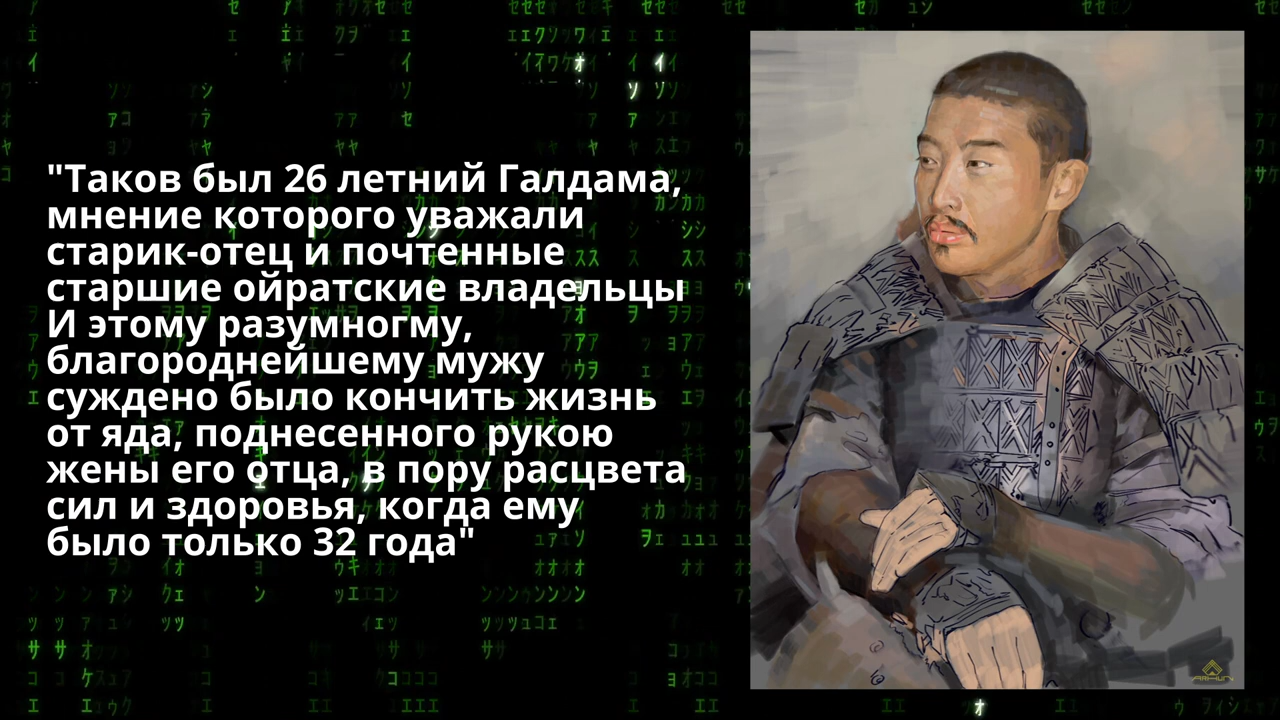 "Таков был 26 летний Галдама,
мнение которого уважали
старик-отец и почтенные
старшие ойратские владельцы
И этому разумногму,
благороднейшему мужу
суждено было кончить жизнь
от яда, поднесенного рукою
жены его отца, в пору расцвета
сил и здоровья, когда ему
было только 32 года"